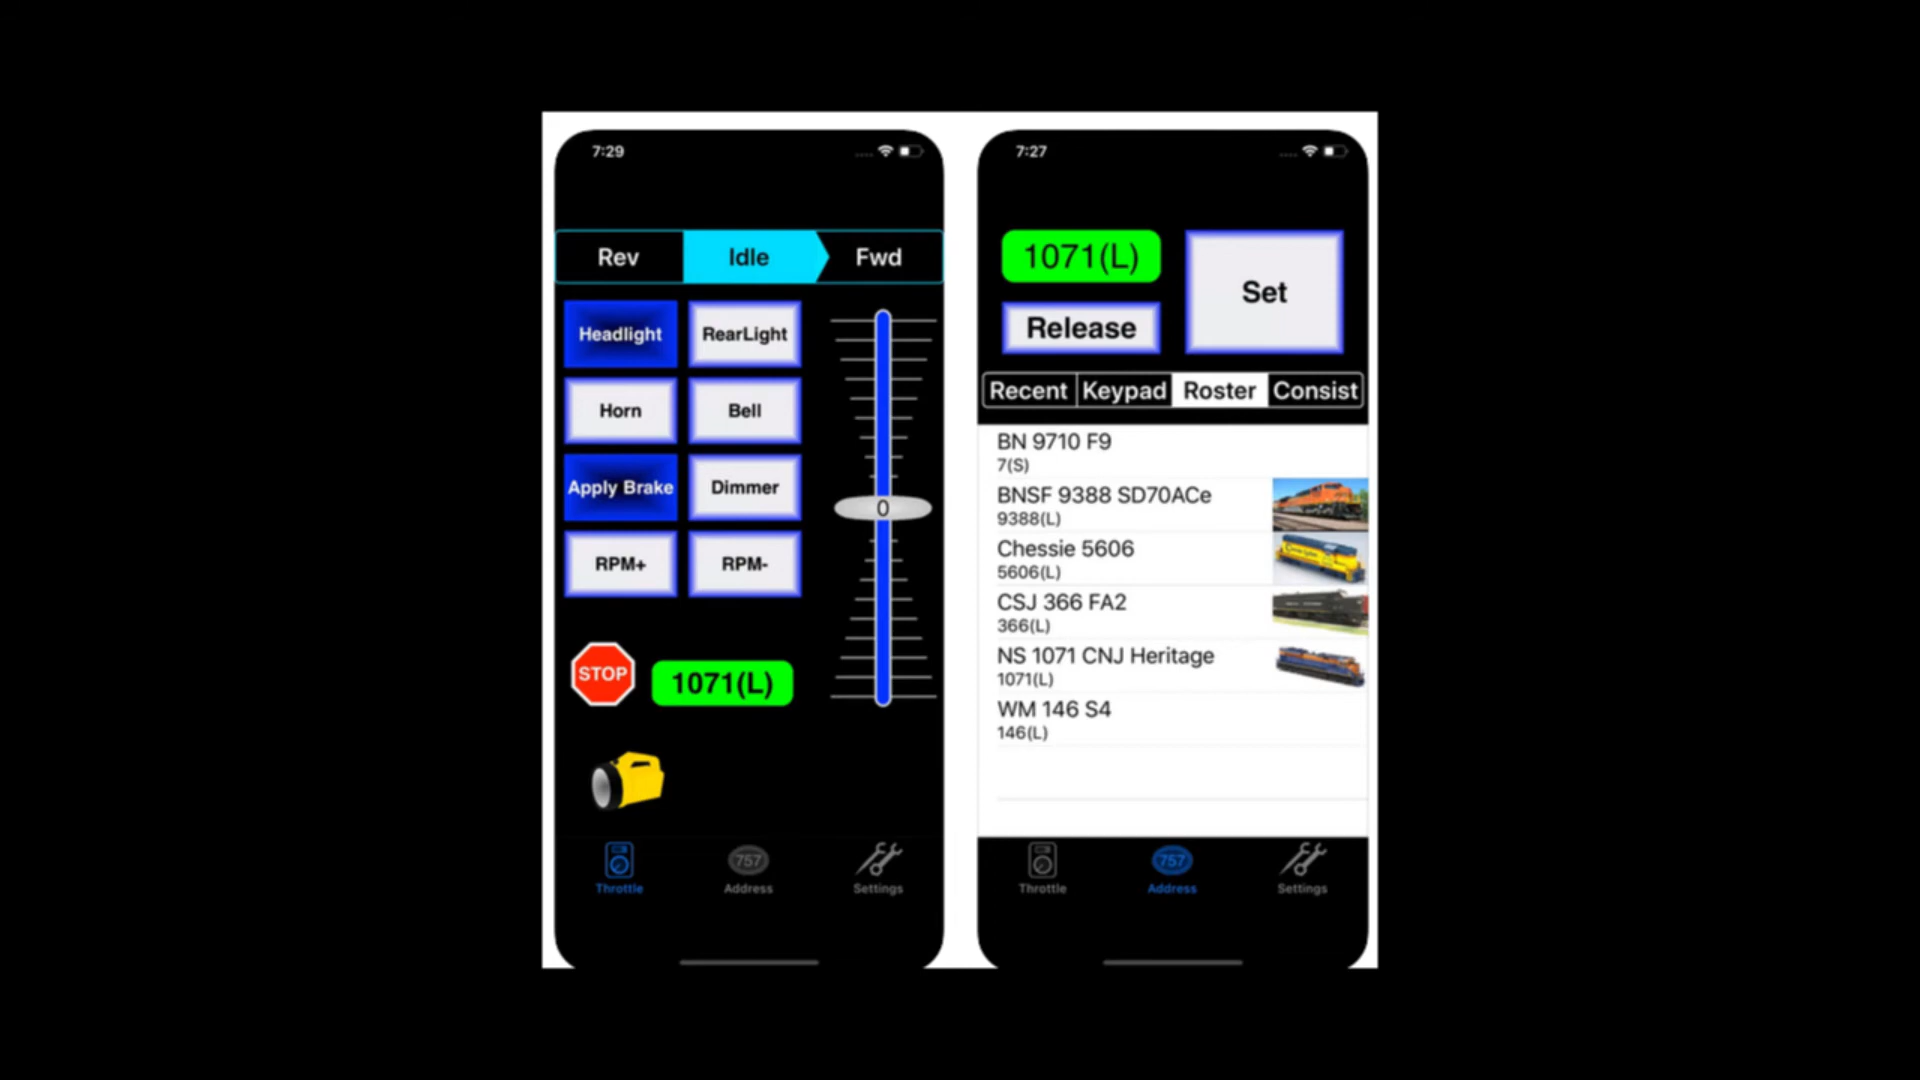 7:29
Rev Idle Fwd
Headlight RearLight
Horn Bell
0
Apply Brake Dimmer
RPM+ RPM-
STOP 1071(L)
Throttle 757 Address Settings
7:27
1071(L)
Set
Release
Recent Keypad Roster Consist
BN 9710 F9
7(S)
BNSF 9388 SD70ACe
9388(L)
Chessie 5606
5606(L)
CSJ 366 FA2
366(L)
NS 1071 CNJ Heritage
1071(L)
WM 146 S4
146(L)
757
Throttle Address Settings